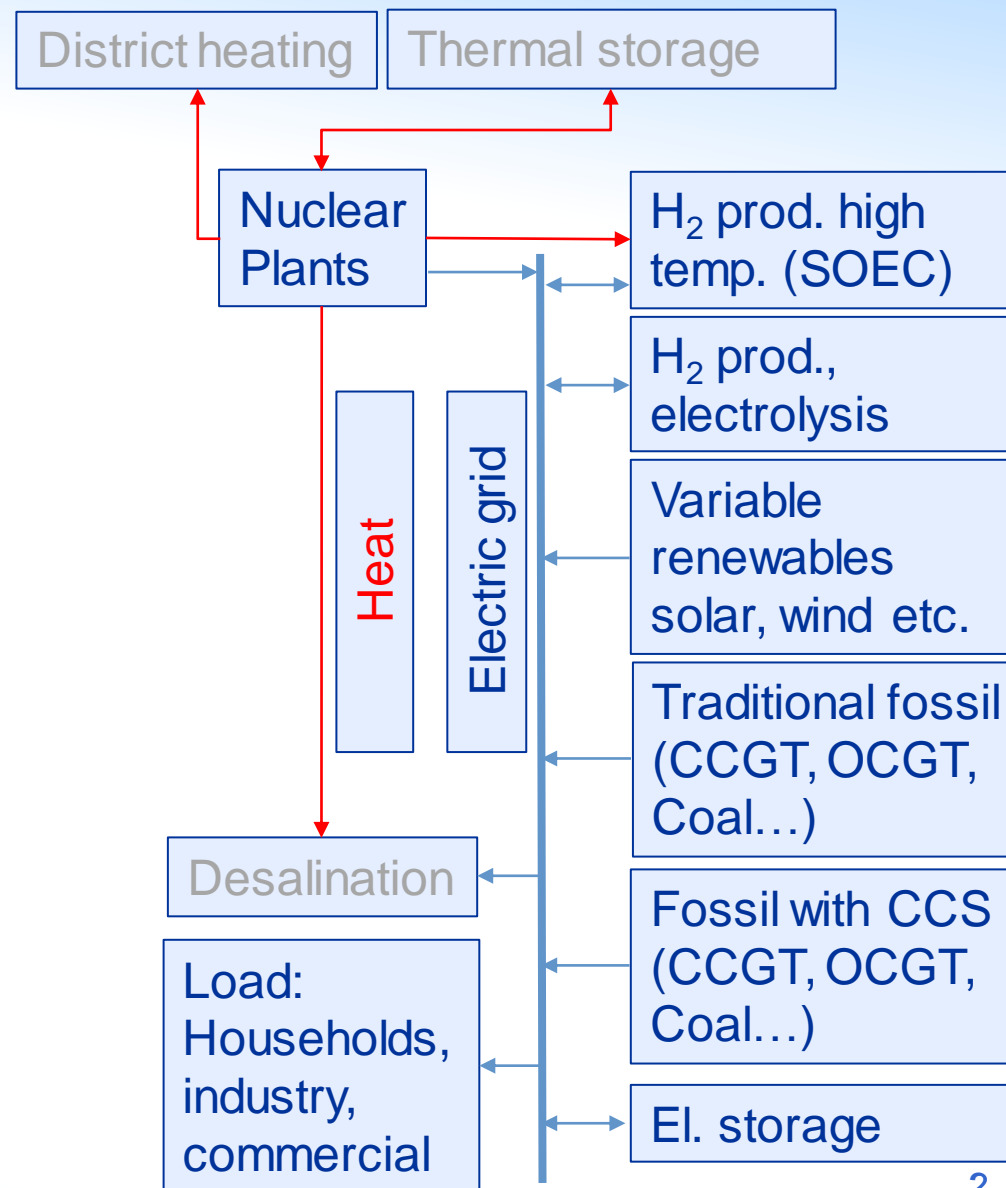 District heating
Thermal storage
Nuclear
Plants
H₂ prod. high
temp. (SOEC)
H₂ prod.,
electrolysis
Variable
renewables
solar, wind etc.
Heat
Electric grid
Traditional fossil
(CCGT, OCGT,
Coal…)
Desalination
Fossil with CCS
(CCGT, OCGT,
Coal…)
Load:
Households,
industry,
commercial
El. storage
2